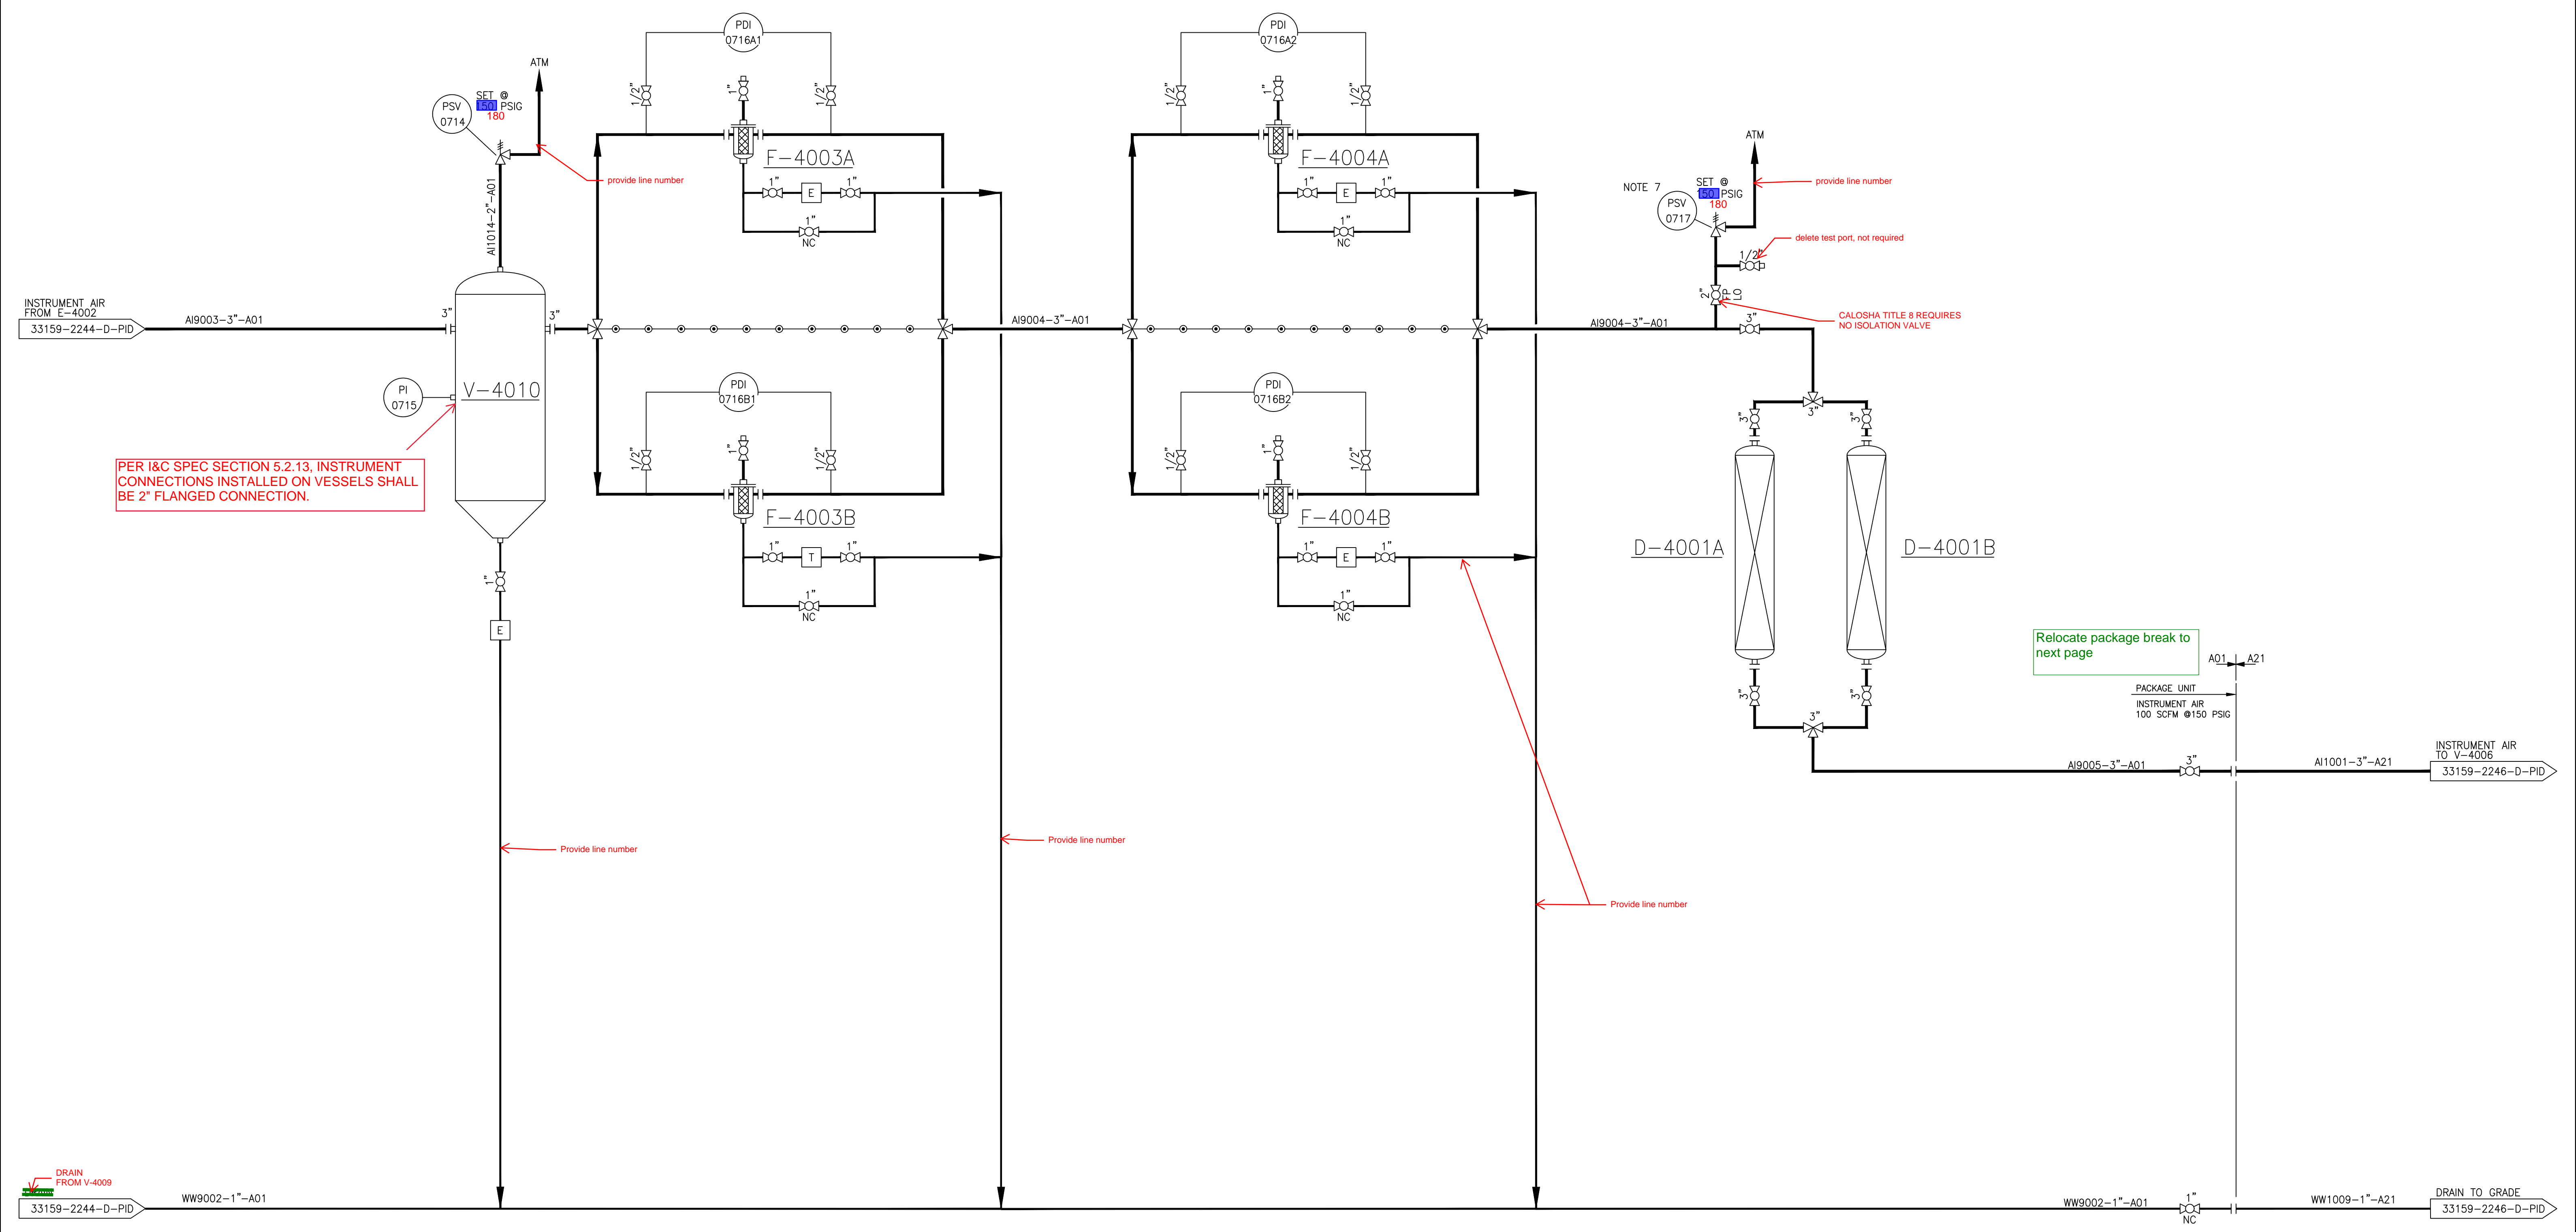 PDI
0716A1
PDI
0716A2
ATM
PSV
0714
SET @
150 PSIG
180
1/2"
1"
1/2"
1/2"
1"
1/2"
F-4003A
F-4004A
provide line number
AI1014-2"-A01
1"
E
1"
1"
NC
1"
E
1"
1"
NC
ATM
NOTE 7
SET @
150 PSIG
180
PSV
0717
provide line number
delete test port, not required
1/2"
2"
FP
LO
CALOSHA TITLE 8 REQUIRES
NO ISOLATION VALVE
INSTRUMENT AIR
FROM E-4002
33159-2244-D-PID
AI9003-3"-A01
3"
3"
AI9004-3"-A01
AI9004-3"-A01
3"
PI
0715
V-4010
PDI
0716B1
PDI
0716B2
3"
3"
3"
PER I&C SPEC SECTION 5.2.13, INSTRUMENT
CONNECTIONS INSTALLED ON VESSELS SHALL
BE 2" FLANGED CONNECTION.
1/2"
1"
1/2"
1/2"
1"
1/2"
F-4003B
F-4004B
1"
T
1"
1"
NC
1"
E
1"
1"
NC
D-4001A
D-4001B
1"
E
Relocate package break to
next page
A01
A21
PACKAGE UNIT
INSTRUMENT AIR
100 SCFM @150 PSIG
3"
3"
3"
INSTRUMENT AIR
TO V-4006
33159-2246-D-PID
AI9005-3"-A01
3"
AI1001-3"-A21
Provide line number
Provide line number
Provide line number
DRAIN
FROM V-4009
33159-2244-D-PID
WW9002-1"-A01
WW9002-1"-A01
1"
NC
WW1009-1"-A21
DRAIN TO GRADE
33159-2246-D-PID